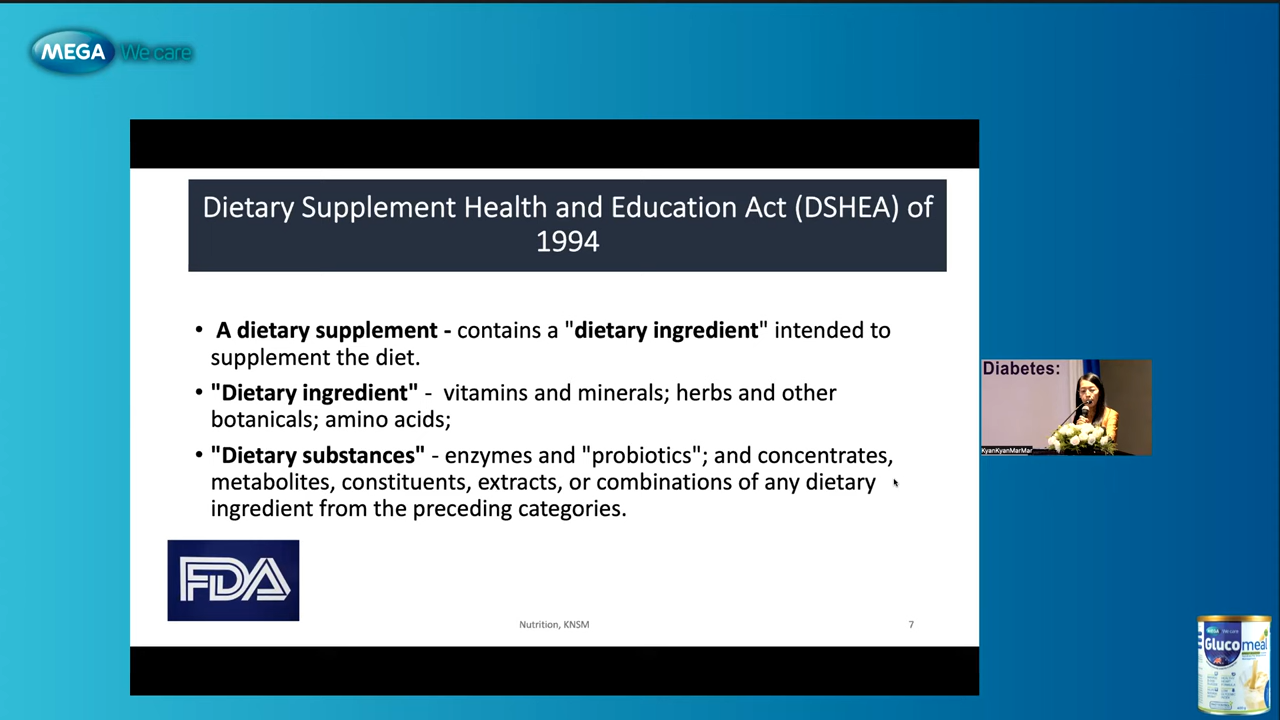 MEGA We care
Dietary Supplement Health and Education Act (DSHEA) of
1994
• A dietary supplement - contains a "dietary ingredient" intended to
supplement the diet.
• "Dietary ingredient" - vitamins and minerals; herbs and other
botanicals; amino acids;
• "Dietary substances" - enzymes and "probiotics"; and concentrates,
metabolites, constituents, extracts, or combinations of any dietary
ingredient from the preceding categories.
FDA
Nutrition, KNSM
7
Diabetes:
KyanKyanMarMar
MEGA We care
Glucomeal